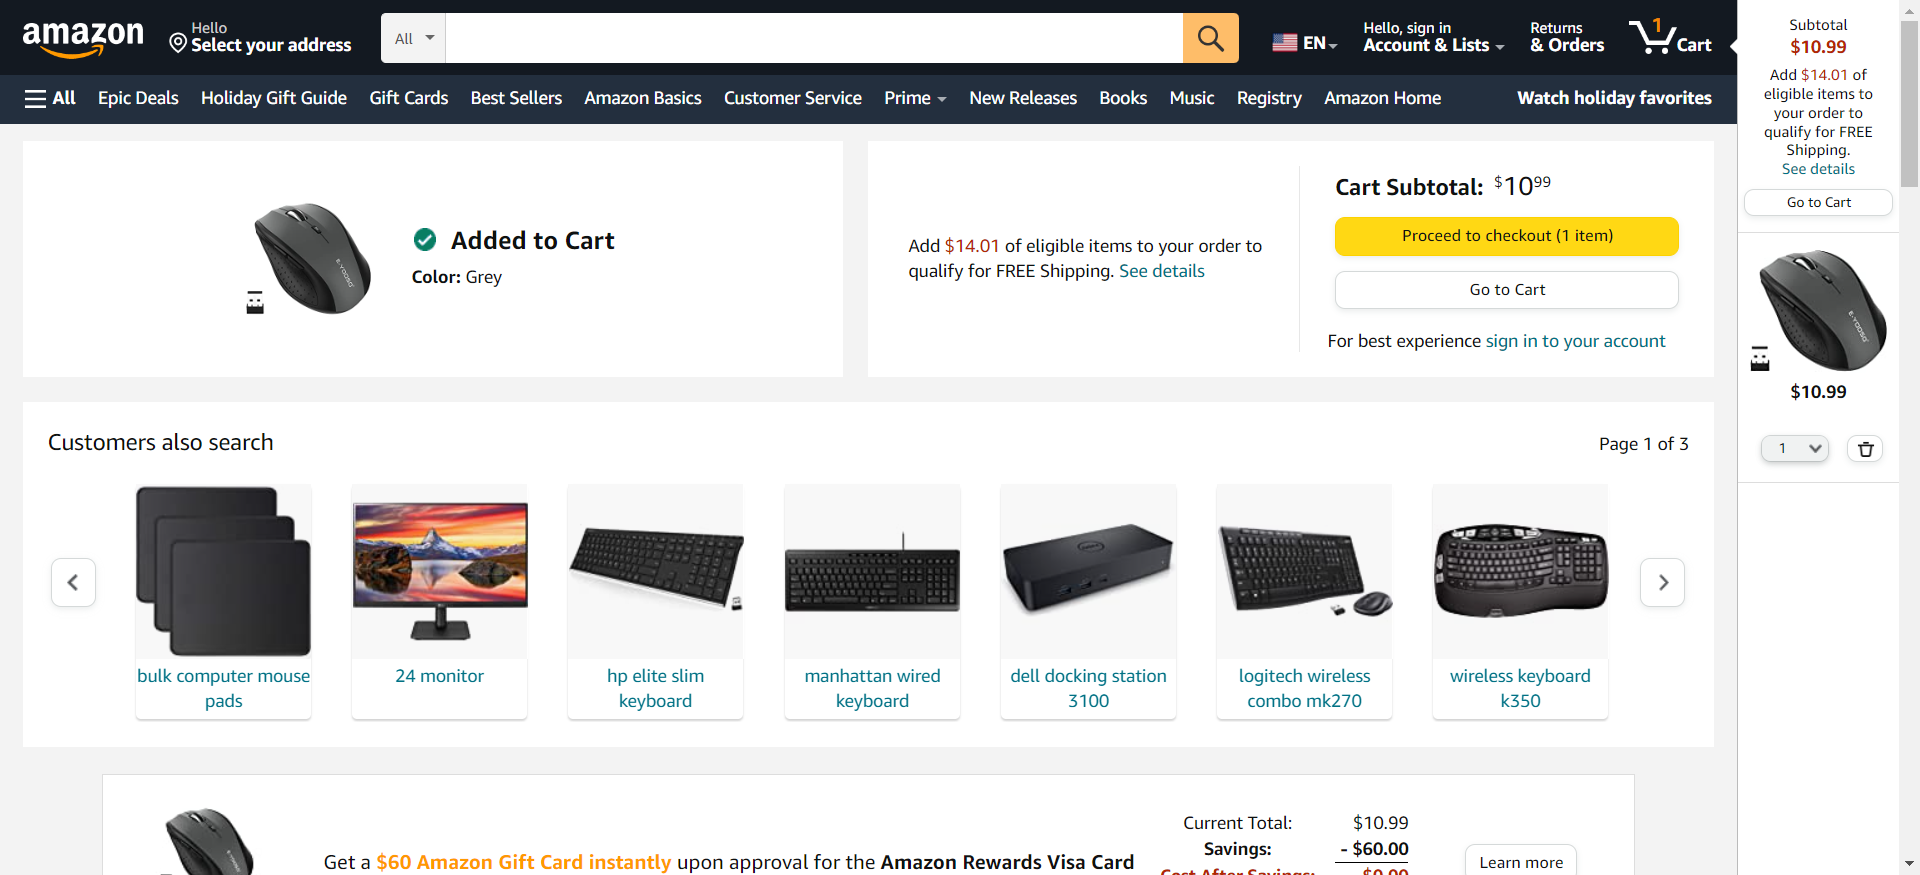 amazon
Hello
Select your address
All
EN
Hello, sign in
Account & Lists
Returns
& Orders
1
Cart
All
Epic Deals
Holiday Gift Guide
Gift Cards
Best Sellers
Amazon Basics
Customer Service
Prime
New Releases
Books
Music
Registry
Amazon Home
Watch holiday favorites
Subtotal
$10.99
Add $14.01 of
eligible items to
your order to
qualify for FREE
Shipping.
See details
Go to Cart
E-YOOSO
$10.99
1
E-YOOSO
Added to Cart
Color: Grey
Add $14.01 of eligible items to your order to
qualify for FREE Shipping. See details
Cart Subtotal: $1099
Proceed to checkout (1 item)
Go to Cart
For best experience sign in to your account
Customers also search
Page 1 of 3
bulk computer mouse
pads
24 monitor
hp elite slim
keyboard
manhattan wired
keyboard
dell docking station
3100
logitech wireless
combo mk270
wireless keyboard
k350
Get a $60 Amazon Gift Card instantly upon approval for the Amazon Rewards Visa Card
Current Total: $10.99
Savings: - $60.00
Cost After Savings: $0.00
Learn more